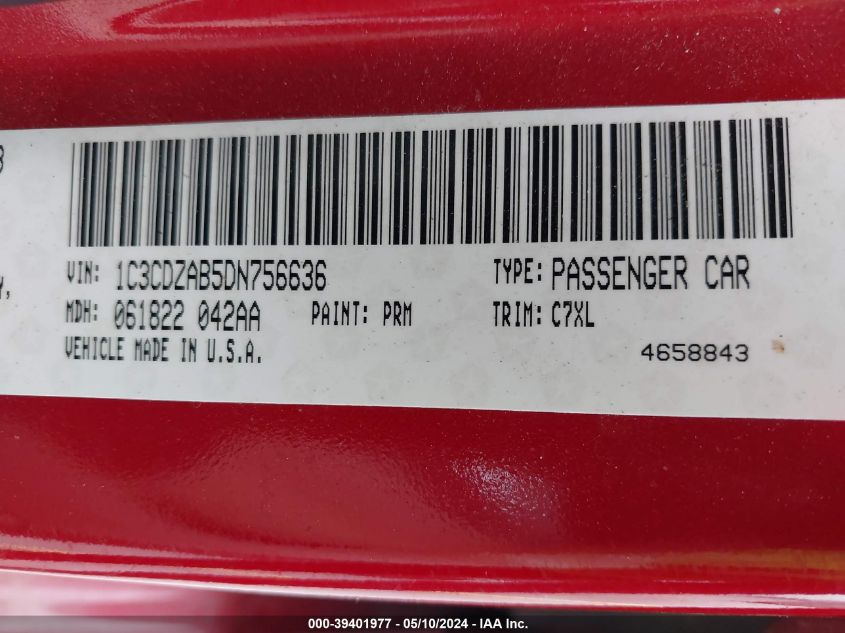 3
Y,
VIN: 1C3CDZAB5DN756636 TYPE: PASSENGER CAR
MDH: 061822 042AA PAINT: PRM TRIM: C7XL
VEHICLE MADE IN U.S.A. 4658843
000-39401977 - 05/10/2024 - IAA Inc.